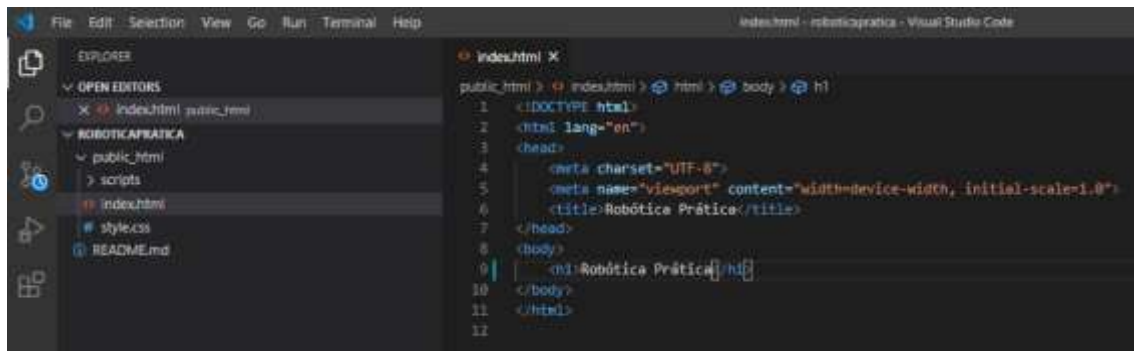 File Edit Selection View Go Run Terminal Help
index.html - roboticapratica - Visual Studio Code
EXPLORER
OPEN EDITORS
index.html public_html
ROBOTICAPRATICA
public_html
scripts
index.html
style.css
README.md
index.html
public_html > index.html > html > body > h1
1 <!DOCTYPE html>
2 <html lang="en">
3 <head>
4 <meta charset="UTF-8">
5 <meta name="viewport" content="width=device-width, initial-scale=1.0">
6 <title>Robótica Prática</title>
7 </head>
8 <body>
9 <h1>Robótica Prática</h1>
10 </body>
11 </html>
12